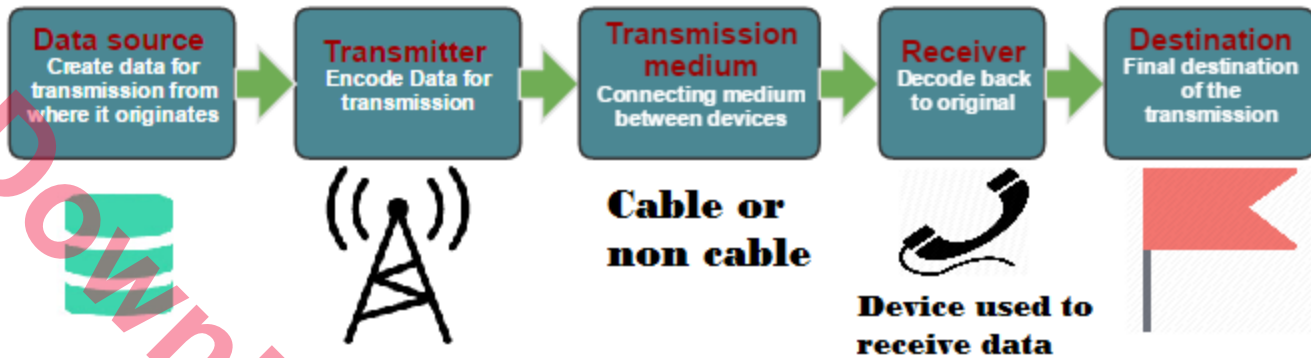 Data source
Create data for
transmission from
where it originates
Transmitter
Encode Data for
transmission
Transmission
medium
Connecting medium
between devices
Receiver
Decode back
to original
Destination
Final destination
of the
transmission
Cable or
non cable
Device used to
receive data